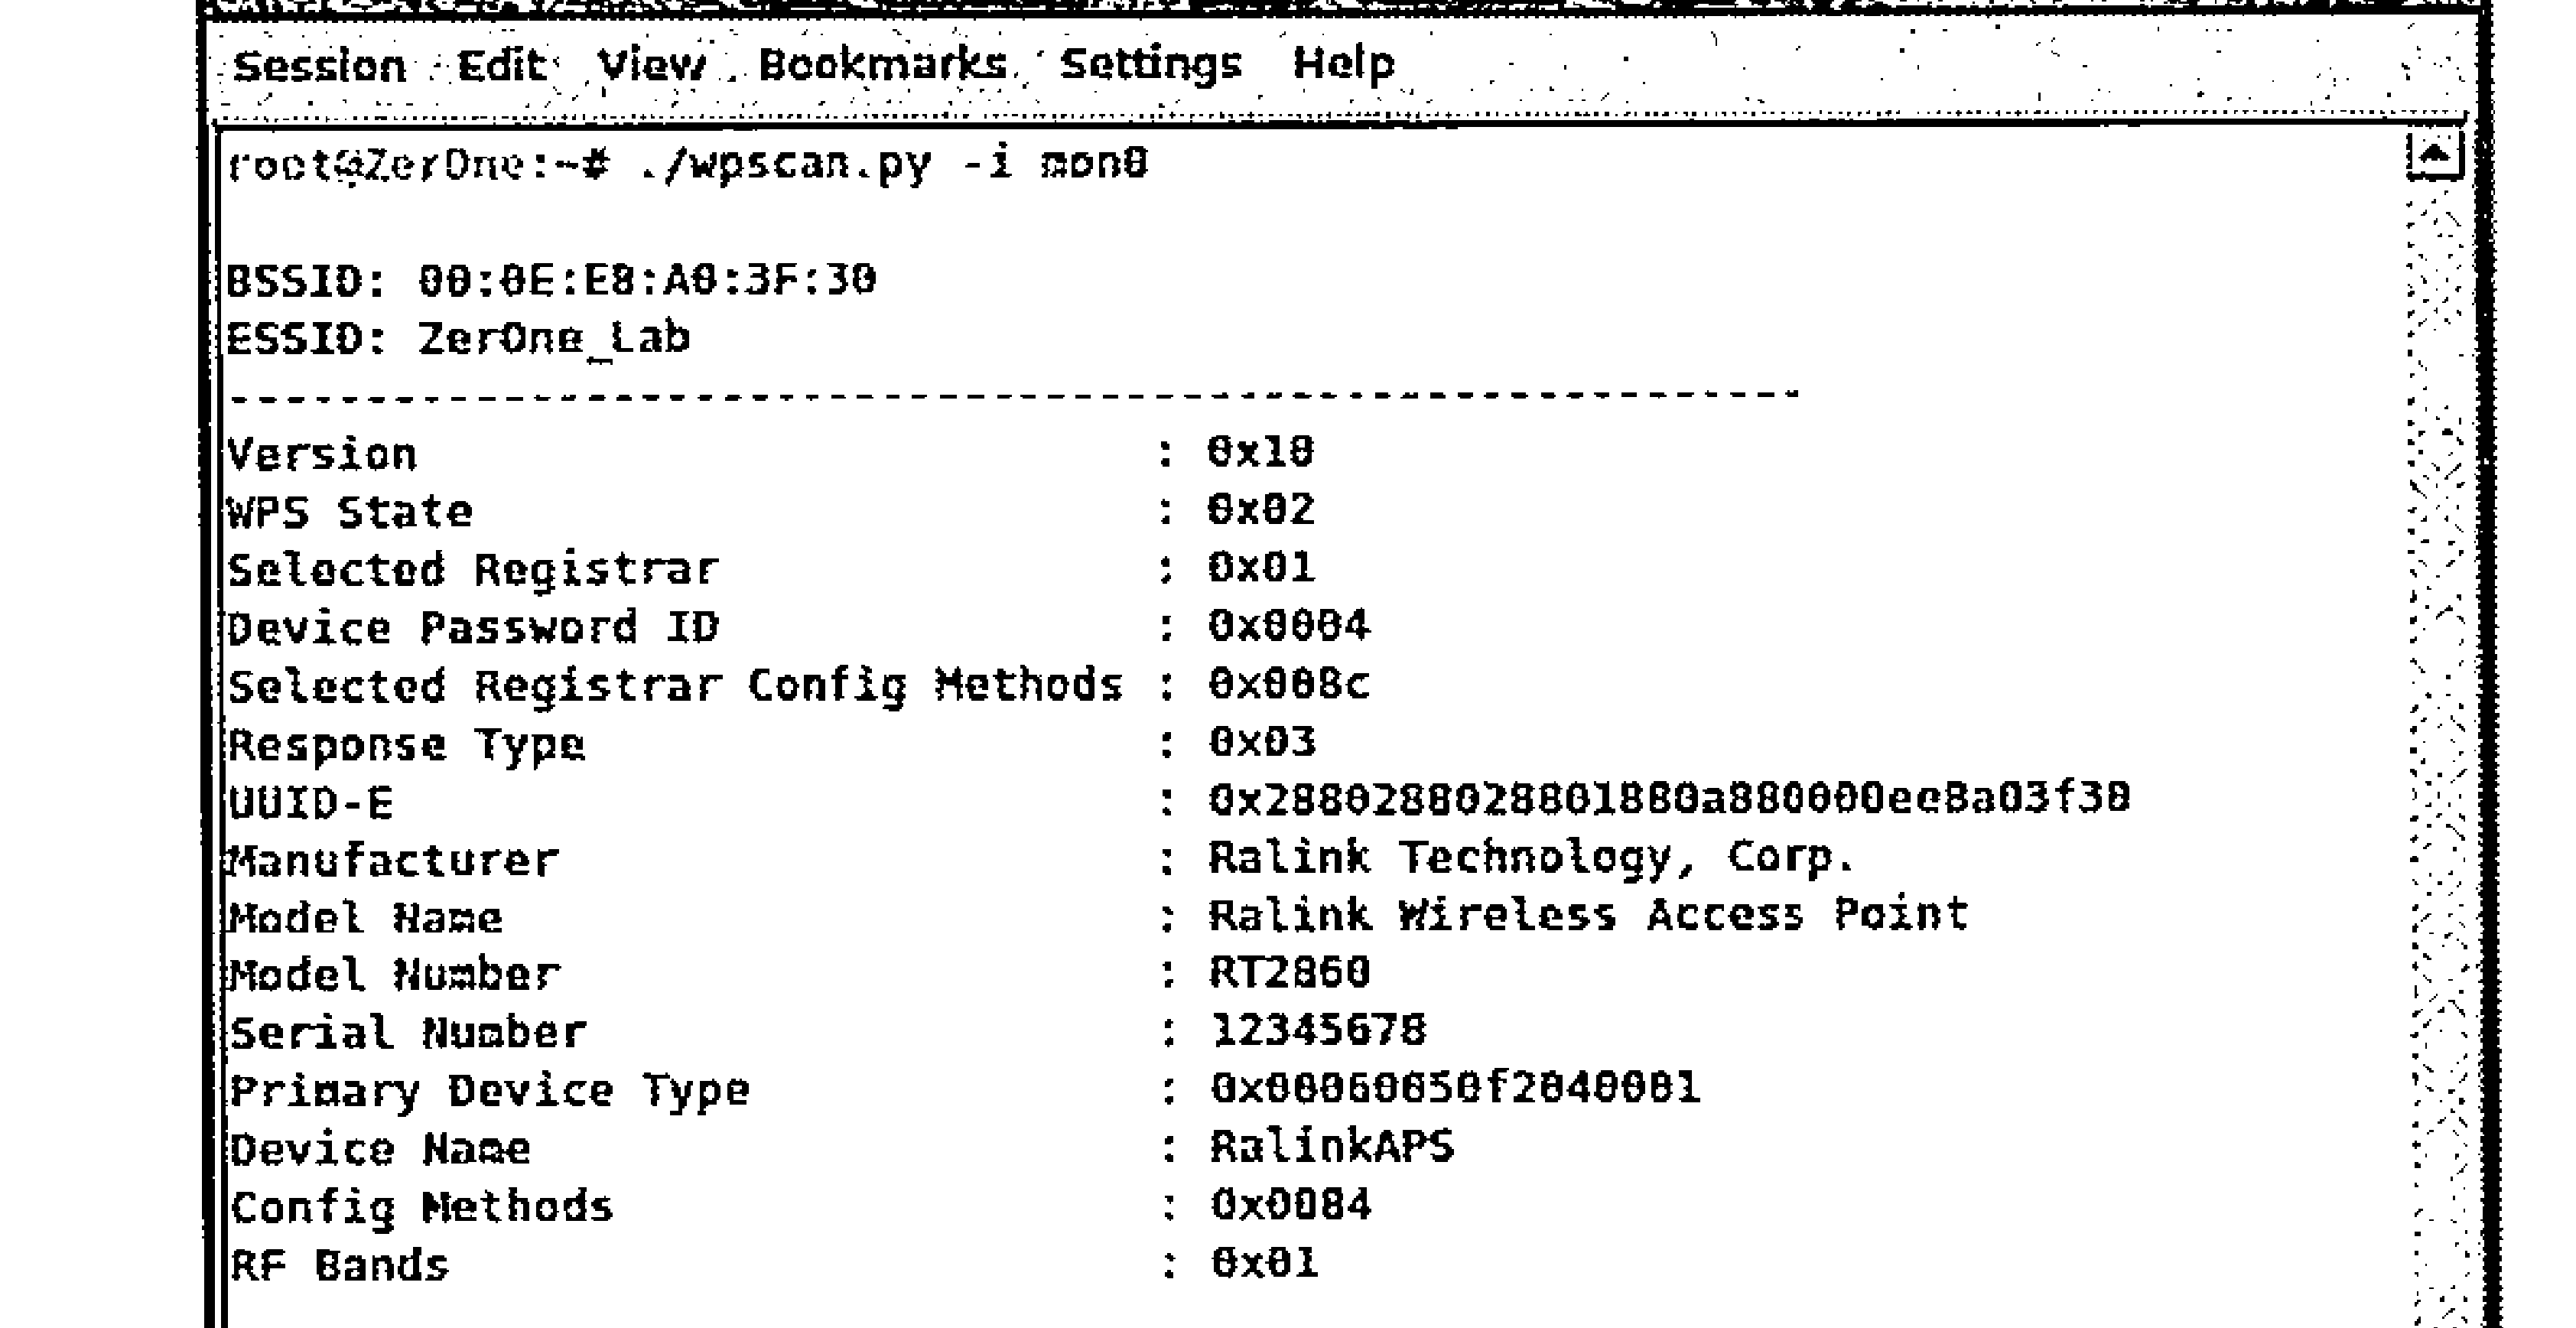 Session Edit View Bookmarks Settings Help
root@ZerOne:~# ./wpscan.py -i mon0
BSSID: 00:0E:E8:A0:3F:30
ESSID: ZerOne_Lab
---------------------------------------------------------
Version : 0x10
WPS State : 0x02
Selected Registrar : 0x01
Device Password ID : 0x0004
Selected Registrar Config Methods : 0x008c
Response Type : 0x03
UUID-E : 0x2880288028801880a880000ee8a03f30
Manufacturer : Ralink Technology, Corp.
Model Name : Ralink Wireless Access Point
Model Number : RT2860
Serial Number : 12345678
Primary Device Type : 0x00060050f2040001
Device Name : RalinkAPS
Config Methods : 0x0084
RF Bands : 0x01